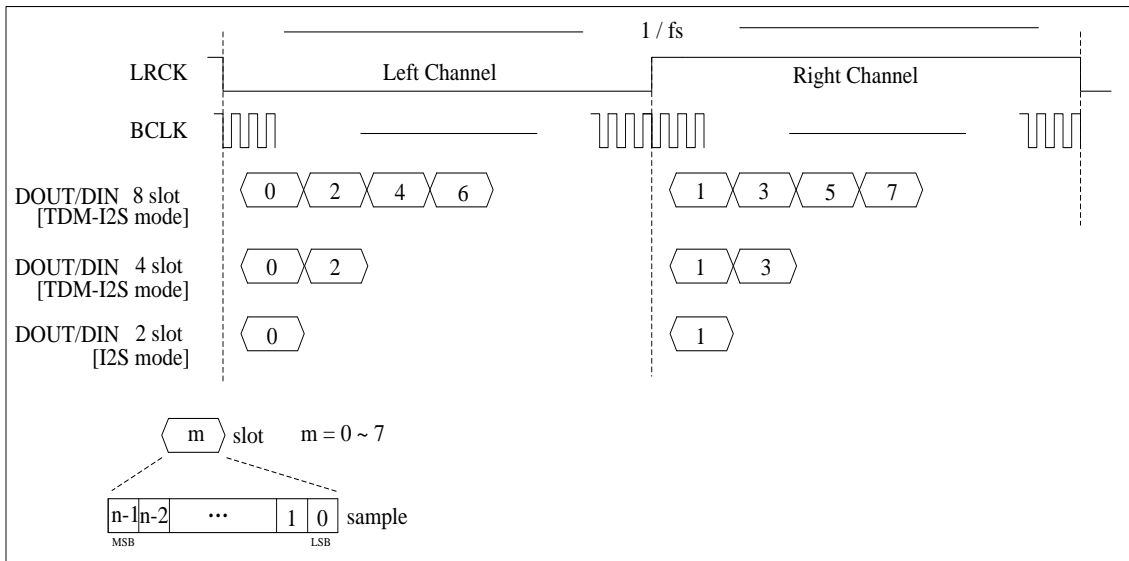 1 / fs
LRCK Left Channel Right Channel
BCLK
DOUT/DIN 8 slot 0 2 4 6 1 3 5 7
[TDM-I2S mode]
DOUT/DIN 4 slot 0 2 1 3
[TDM-I2S mode]
DOUT/DIN 2 slot 0 1
[I2S mode]
m slot m = 0 ~ 7
n-1 n-2 ... 1 0 sample
MSB LSB